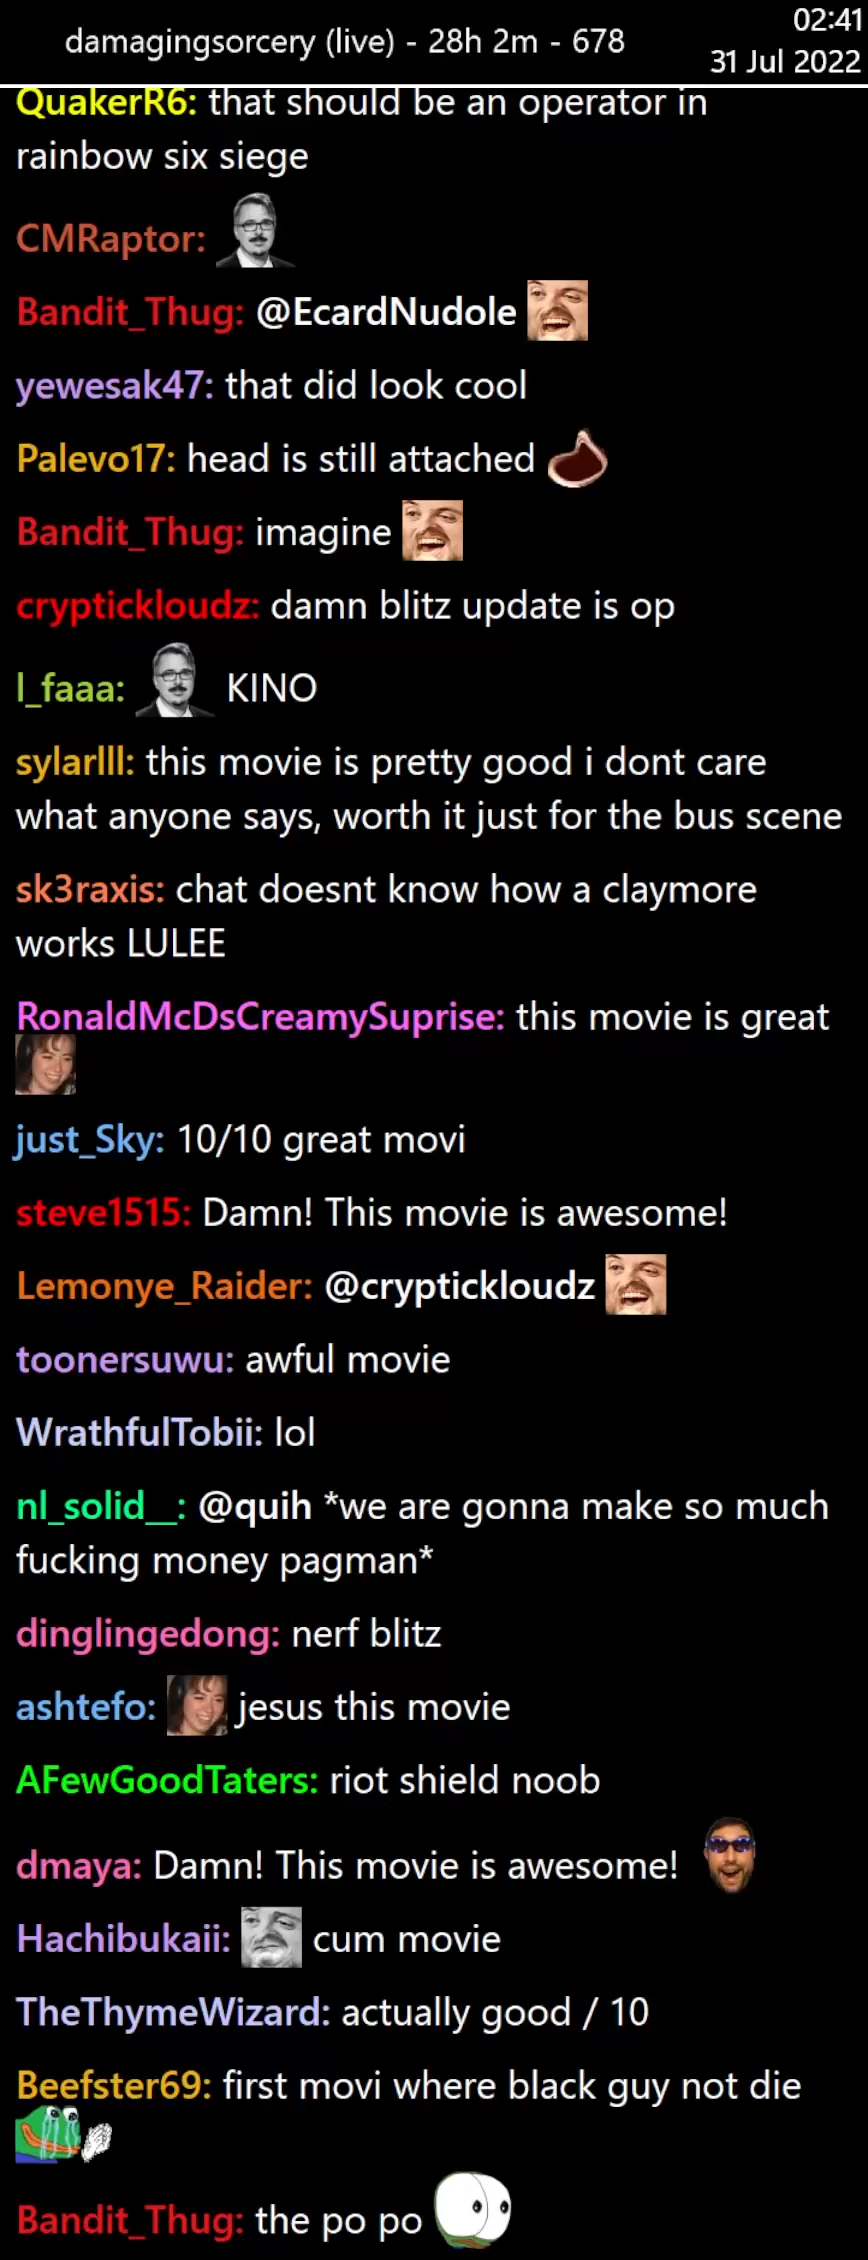 02:41
damagingsorcery (live) - 28h 2m - 678
31 Jul 2022
QuakerR6: that should be an operator in
rainbow six siege
CMRaptor:
Bandit_Thug: @EcardNudole
yewesak47: that did look cool
Palevo17: head is still attached
Bandit_Thug: imagine
cryptickloudz: damn blitz update is op
l_faaa: KINO
sylarlll: this movie is pretty good i dont care
what anyone says, worth it just for the bus scene
sk3raxis: chat doesnt know how a claymore
works LULEE
RonaldMcDsCreamySuprise: this movie is great
just_Sky: 10/10 great movi
steve1515: Damn! This movie is awesome!
Lemonye_Raider: @cryptickloudz
toonersuwu: awful movie
WrathfulTobii: lol
nl_solid__: @quih *we are gonna make so much
fucking money pagman*
dinglingedong: nerf blitz
ashtefo: jesus this movie
AFewGoodTaters: riot shield noob
dmaya: Damn! This movie is awesome!
Hachibukaii: cum movie
TheThymeWizard: actually good / 10
Beefster69: first movi where black guy not die
Bandit_Thug: the po po